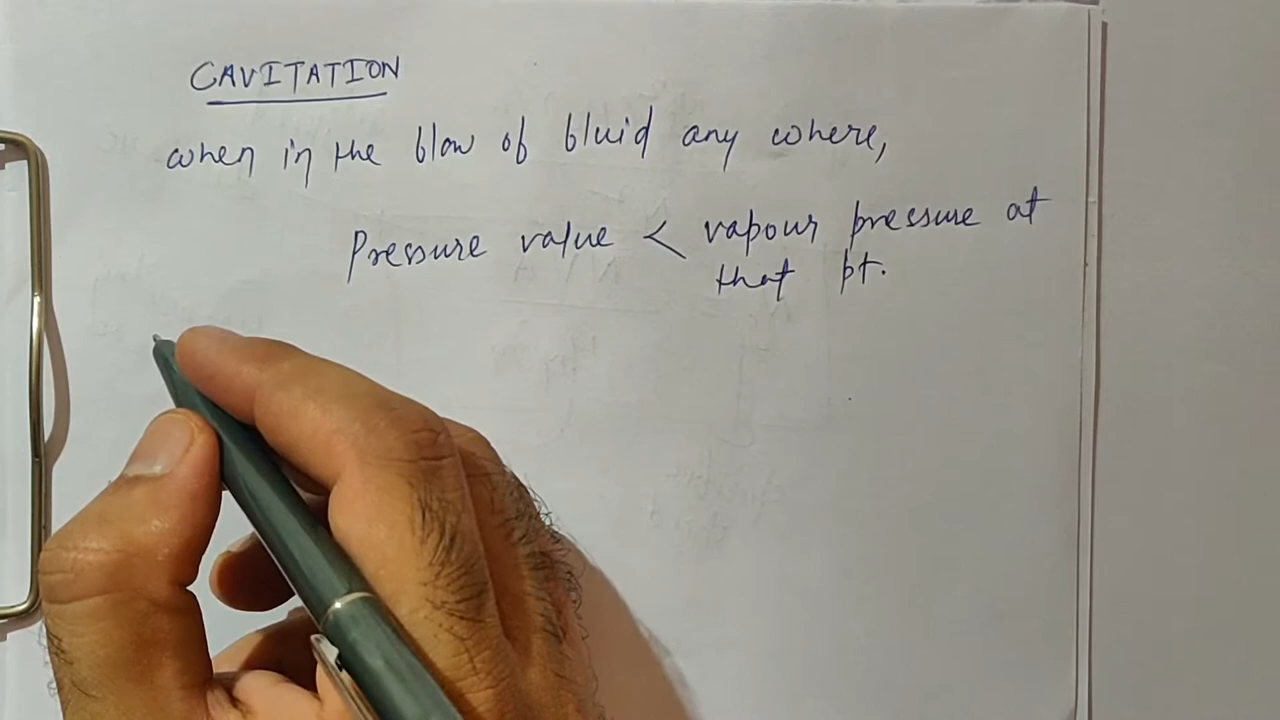 CAVITATION
when in the flow of fluid any where,
Pressure value < vapour pressure at
that pt.